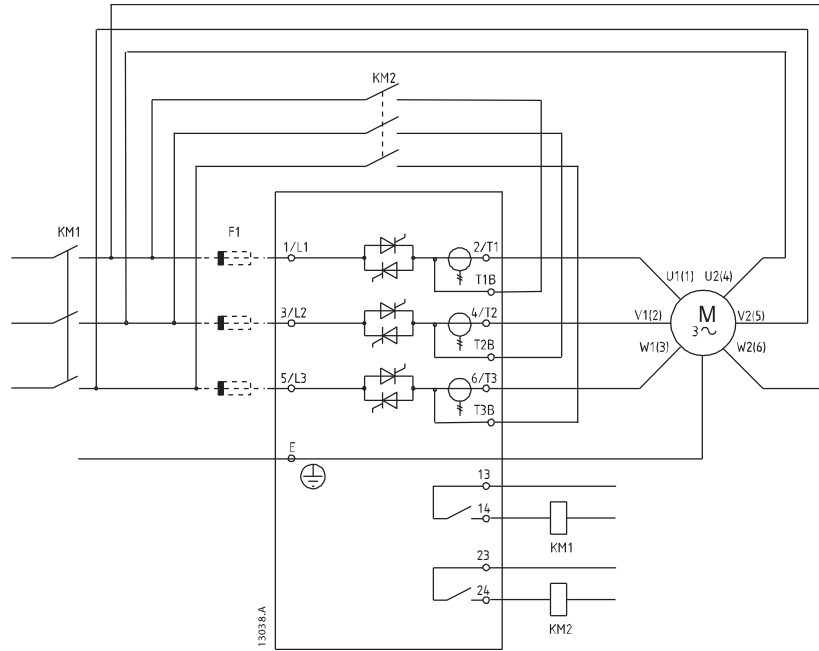 KM2
KM1
F1
1/L1
2/T1
T1B
U1(1) U2(4)
3/L2
4/T2
V1(2)
M
3~
V2(5)
T2B
W1(3)
W2(6)
5/L3
6/T3
T3B
E
13
14
KM1
23
24
KM2
13038.A